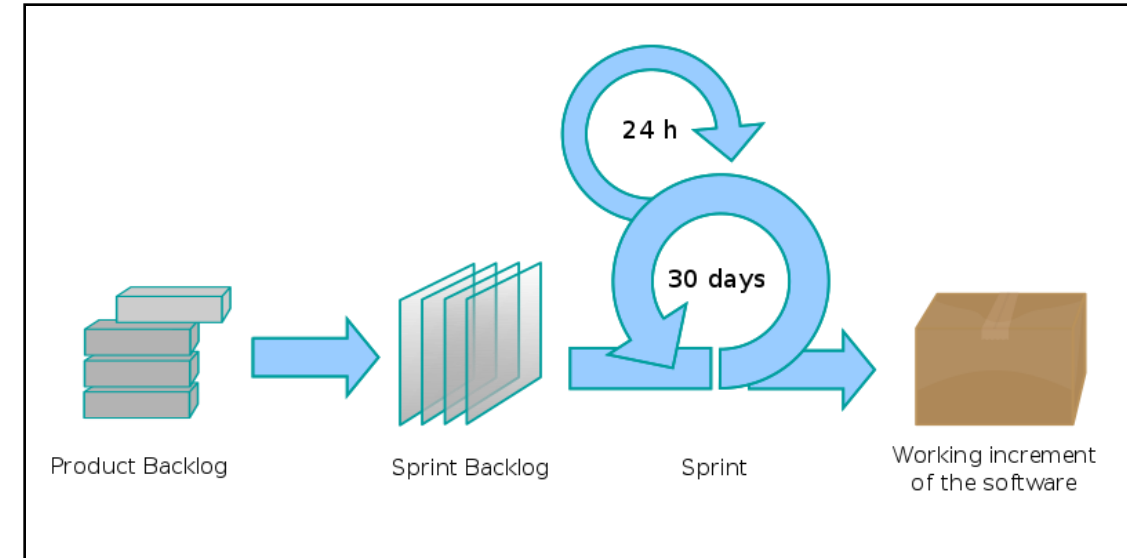 24 h
30 days
Product Backlog
Sprint Backlog
Sprint
Working increment
of the software